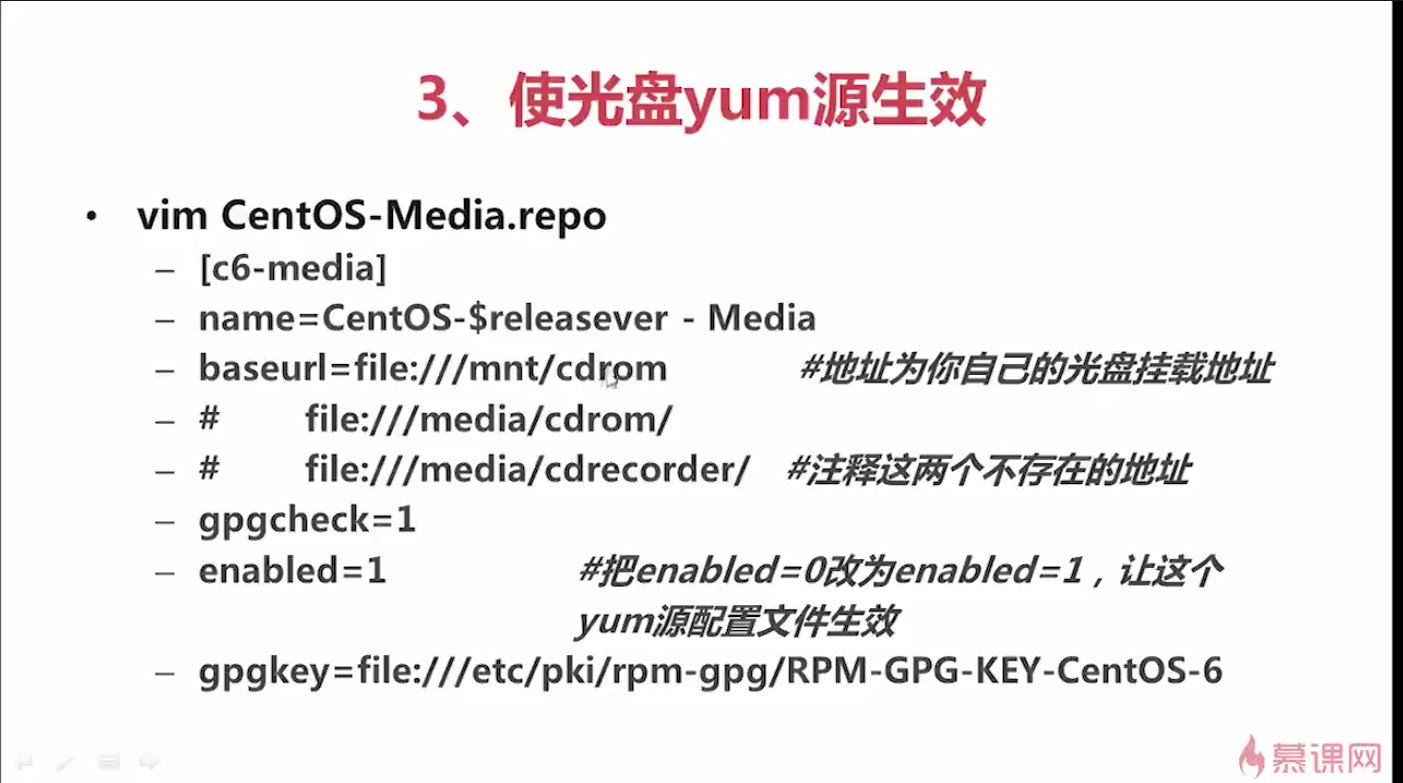 3、使光盘yum源生效
• vim CentOS-Media.repo
– [c6-media]
– name=CentOS-$releasever - Media
– baseurl=file:///mnt/cdrom #地址为你自己的光盘挂载地址
– # file:///media/cdrom/
– # file:///media/cdrecorder/ #注释这两个不存在的地址
– gpgcheck=1
– enabled=1 #把enabled=0改为enabled=1，让这个
yum源配置文件生效
– gpgkey=file:///etc/pki/rpm-gpg/RPM-GPG-KEY-CentOS-6
慕课网